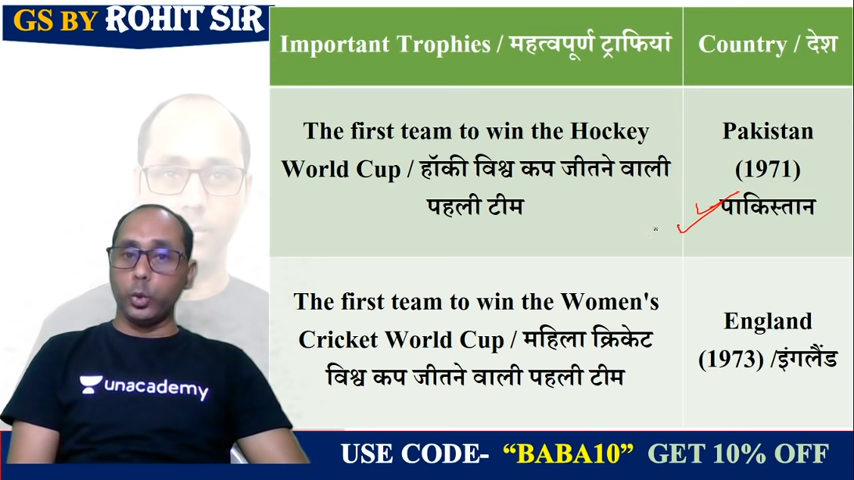 GS BY ROHIT SIR
Important Trophies / महत्वपूर्ण ट्राफियां
Country / देश
The first team to win the Hockey
World Cup / हॉकी विश्व कप जीतने वाली
पहली टीम
Pakistan
(1971)
पाकिस्तान
The first team to win the Women's
Cricket World Cup / महिला क्रिकेट
विश्व कप जीतने वाली पहली टीम
England
(1973) /इंगलैंड
unacademy
USE CODE- “BABA10” GET 10% OFF